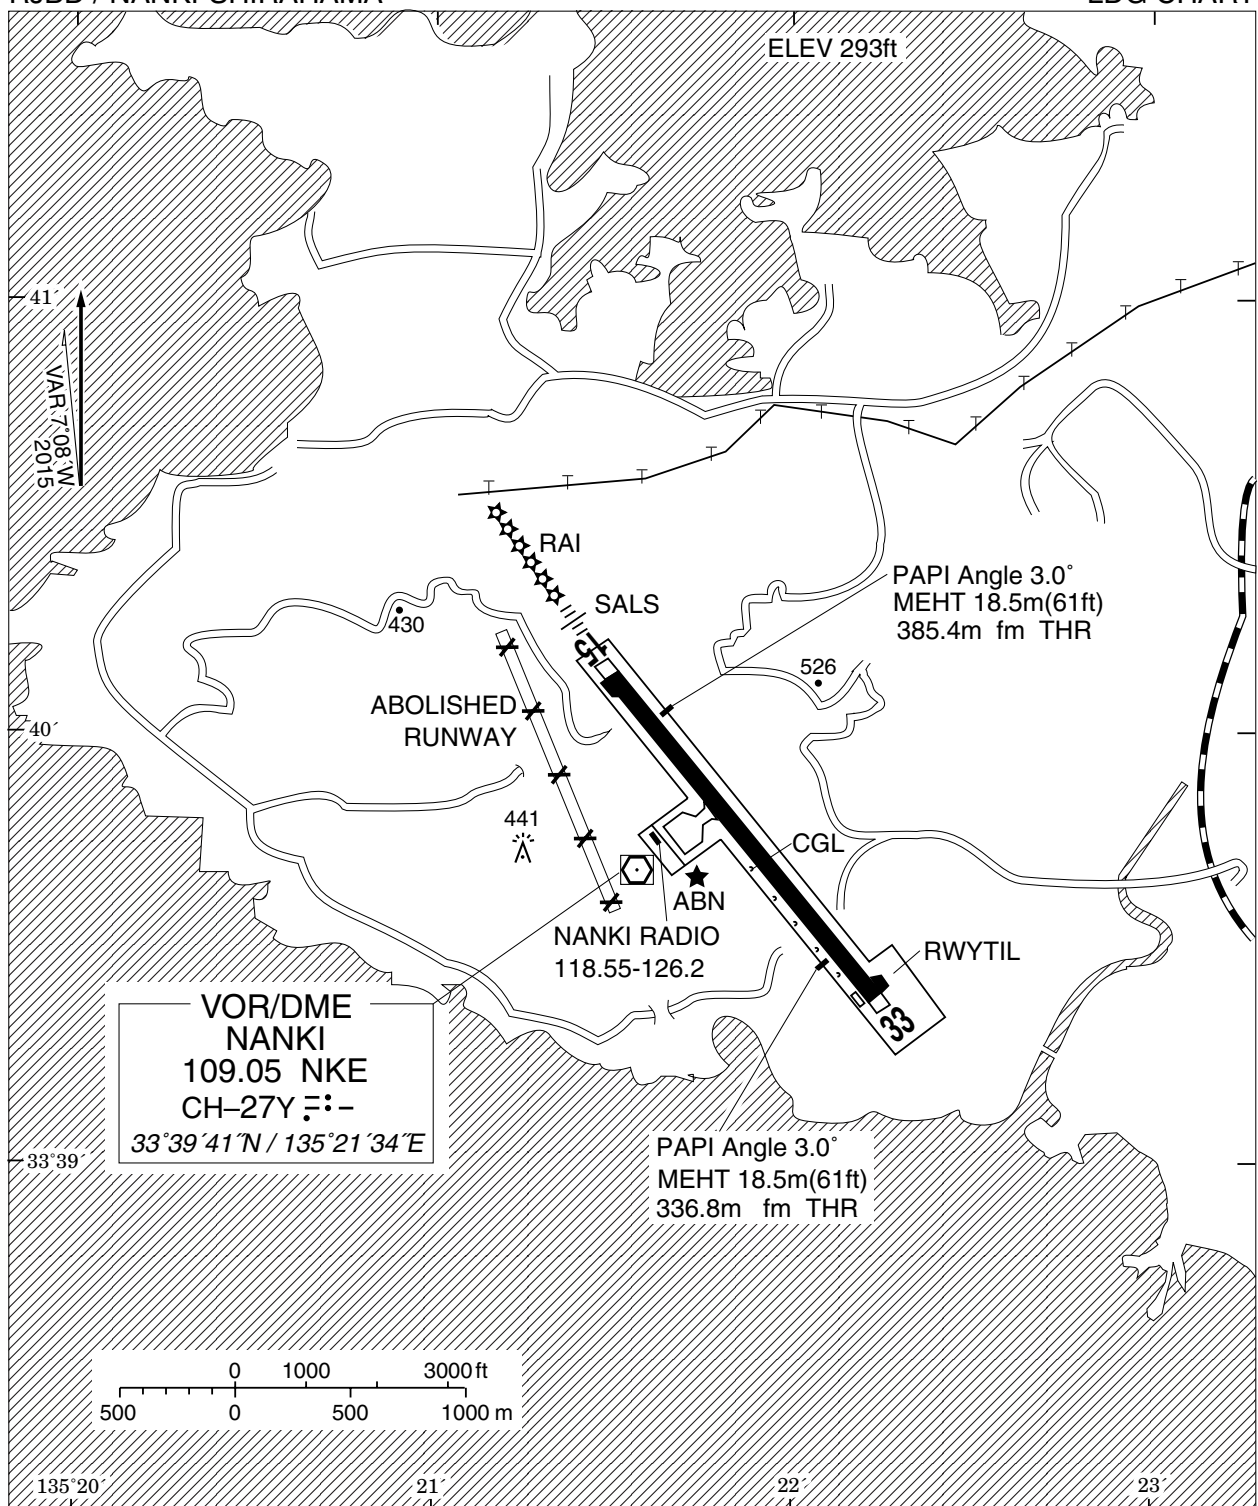 ELEV 293ft
41´
VAR 7°08´W
2015
RAI
SALS
PAPI Angle 3.0°
MEHT 18.5m(61ft)
385.4m fm THR
430
15
526
ABOLISHED
RUNWAY
40´
441
CGL
ABN
NANKI RADIO
118.55-126.2
RWYTIL
33
VOR/DME
NANKI
109.05 NKE
CH–27Y
33°39´41˝N / 135°21´34˝E
33°39´
PAPI Angle 3.0°
MEHT 18.5m(61ft)
336.8m fm THR
0 1000 3000 ft
500 0 500 1000 m
135°20´ 21´ 22´ 23´